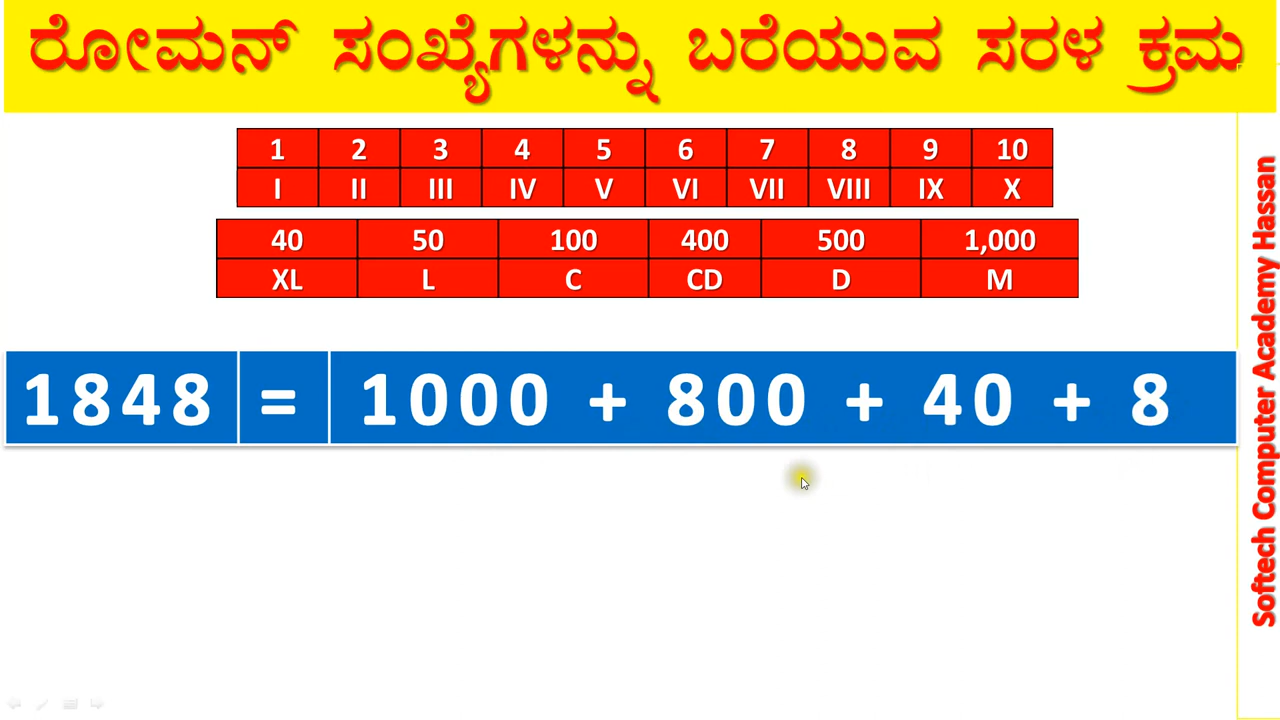 ರೋಮನ್ ಸಂಖ್ಯೆಗಳನ್ನು ಬರೆಯುವ ಸರಳ ಕ್ರಮ
1 2 3 4 5 6 7 8 9 10
I II III IV V VI VII VIII IX X
40 50 100 400 500 1,000
XL L C CD D M
1848 = 1000 + 800 + 40 + 8
Softech Computer Academy Hassan